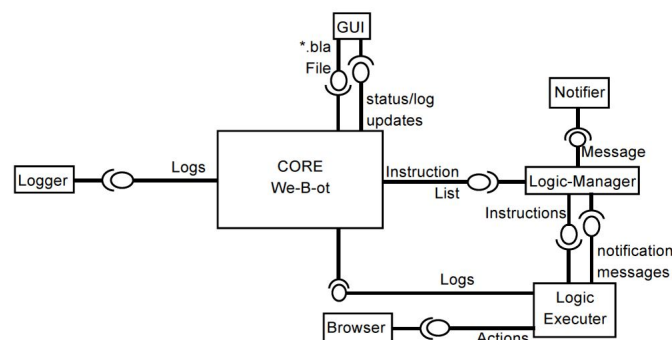 GUI
*.bla
File
status/log
updates
Notifier
Message
CORE
We-B-ot
Logs
Logger
Instruction
List
Logic-Manager
Instructions
notification
messages
Logs
Logic
Executer
Browser
Actions